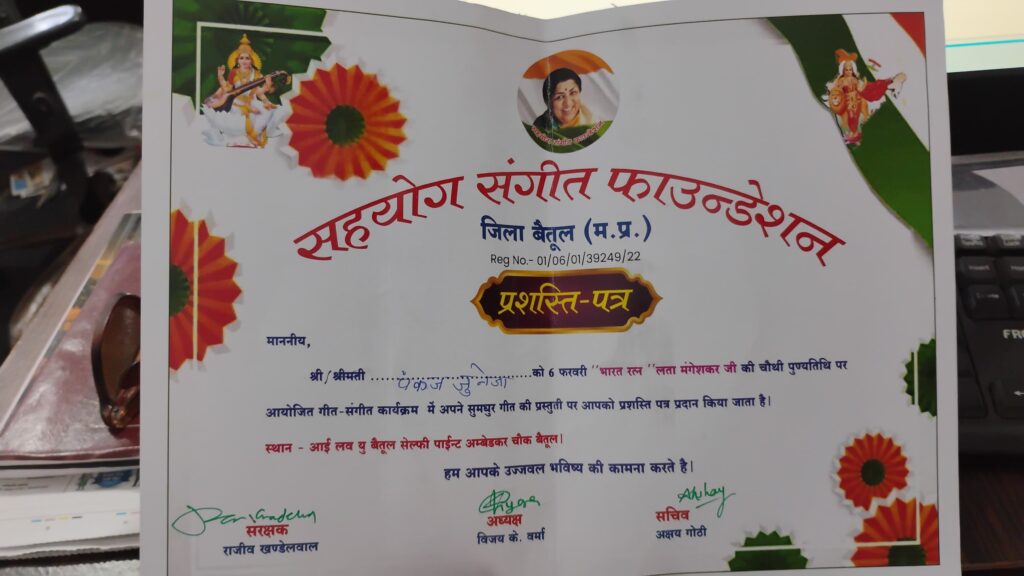 सहयोग संगीत फाउन्डेशन
जिला बैतूल (म.प्र.)
Reg No.- 01/06/01/39249/22
प्रशस्ति-पत्र
माननीय,
श्री/श्रीमती ............पंकज जुनेजा............को 6 फरवरी ''भारत रत्न ''लता मंगेशकर जी की चौथी पुण्यतिथि पर
आयोजित गीत-संगीत कार्यक्रम में अपने सुमधुर गीत की प्रस्तुती पर आपको प्रशस्ति पत्र प्रदान किया जाता है।
स्थान - आई लव यु बैतूल सेल्फी पाईन्ट अम्बेडकर चौक बैतूल।
हम आपके उज्जवल भविष्य की कामना करते है।
Akshay
सरक्षक
राजीव खण्डेलवाल
अध्यक्ष
विजय के. वर्मा
सचिव
अक्षय गोठी